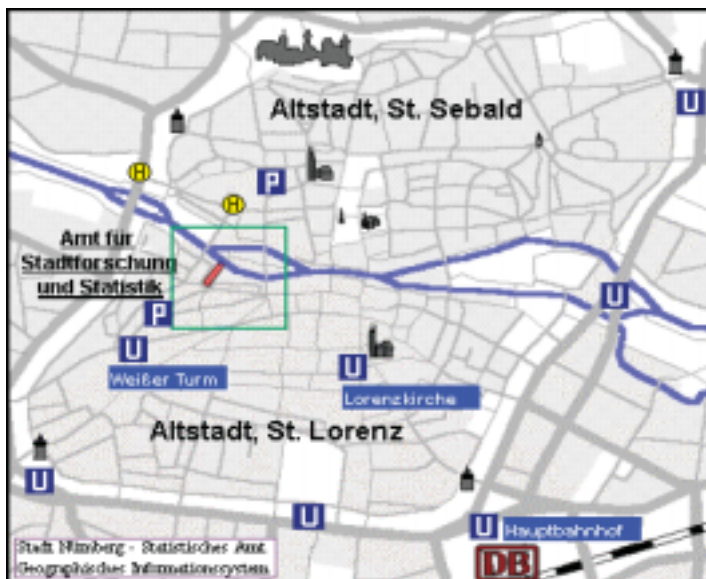 U
Altstadt, St. Sebald
U
H
P
H
Amt für
Stadtforschung
und Statistik
U
P
U
U
Weißer Turm
Lorenzkirche
Altstadt, St. Lorenz
U
U
U
Hauptbahnhof
DB
Stadt Nürnberg - Statistisches Amt
Geographisches Informationssystem